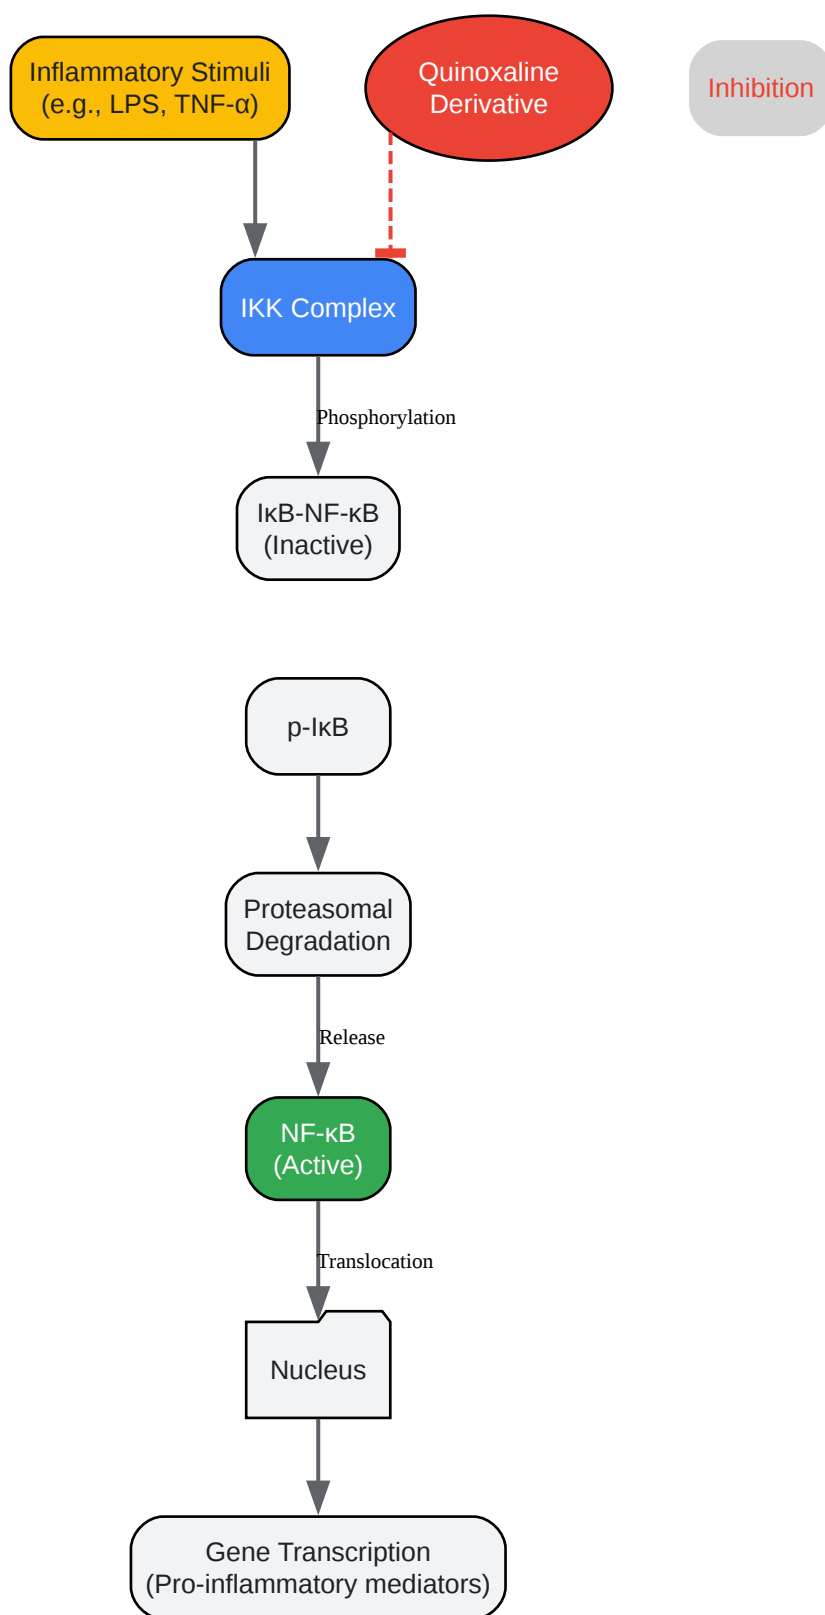 Inflammatory Stimuli
(e.g., LPS, TNF-α)
Quinoxaline
Derivative
Inhibition
IKK Complex
Phosphorylation
IκB-NF-κB
(Inactive)
p-IκB
Proteasomal
Degradation
Release
NF-κB
(Active)
Translocation
Nucleus
Gene Transcription
(Pro-inflammatory mediators)